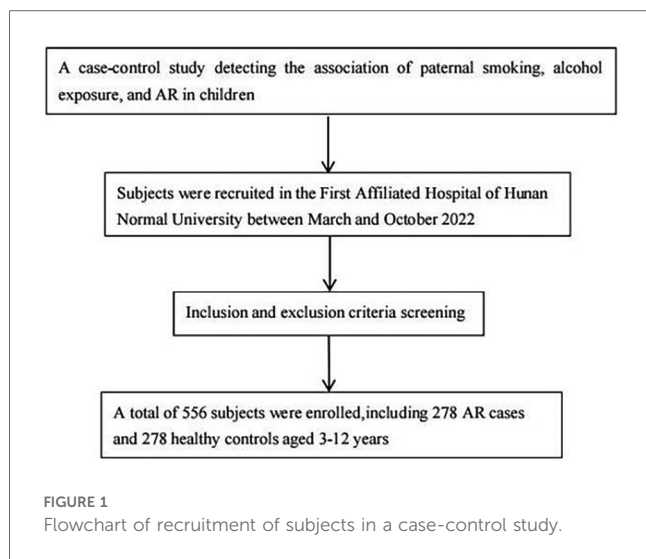 A case-control study detecting the association of paternal smoking, alcohol
exposure, and AR in children
Subjects were recruited in the First Affiliated Hospital of Hunan
Normal University between March and October 2022
Inclusion and exclusion criteria screening
A total of 556 subjects were enrolled,including 278 AR cases
and 278 healthy controls aged 3-12 years
FIGURE 1
Flowchart of recruitment of subjects in a case-control study.